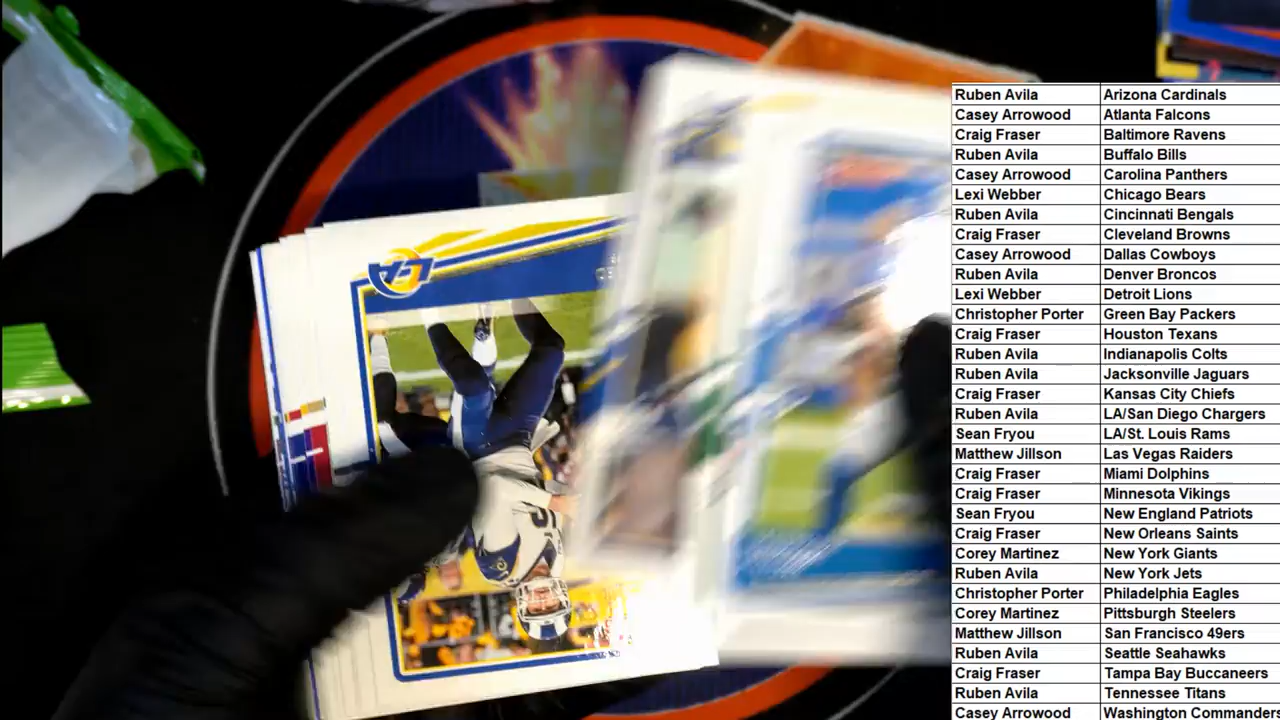 LA
Ruben Avila Arizona Cardinals
Casey Arrowood Atlanta Falcons
Craig Fraser Baltimore Ravens
Ruben Avila Buffalo Bills
Casey Arrowood Carolina Panthers
Lexi Webber Chicago Bears
Ruben Avila Cincinnati Bengals
Craig Fraser Cleveland Browns
Casey Arrowood Dallas Cowboys
Ruben Avila Denver Broncos
Lexi Webber Detroit Lions
Christopher Porter Green Bay Packers
Craig Fraser Houston Texans
Ruben Avila Indianapolis Colts
Ruben Avila Jacksonville Jaguars
Craig Fraser Kansas City Chiefs
Ruben Avila LA/San Diego Chargers
Sean Fryou LA/St. Louis Rams
Matthew Jillson Las Vegas Raiders
Craig Fraser Miami Dolphins
Craig Fraser Minnesota Vikings
Sean Fryou New England Patriots
Craig Fraser New Orleans Saints
Corey Martinez New York Giants
Ruben Avila New York Jets
Christopher Porter Philadelphia Eagles
Corey Martinez Pittsburgh Steelers
Matthew Jillson San Francisco 49ers
Ruben Avila Seattle Seahawks
Craig Fraser Tampa Bay Buccaneers
Ruben Avila Tennessee Titans
Casey Arrowood Washington Commanders